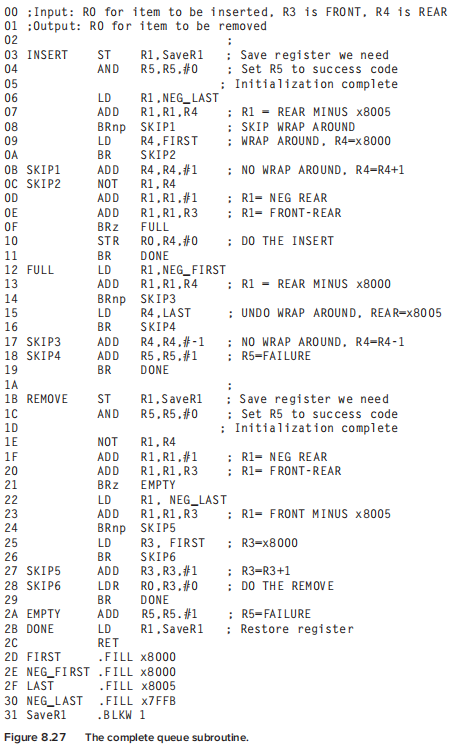 00 ;Input: R0 for item to be inserted, R3 is FRONT, R4 is REAR
01 ;Output: R0 for item to be removed
02 ;
03 INSERT ST R1,SaveR1 ; Save register we need
04 AND R5,R5,#0 ; Set R5 to success code
05 ; Initialization complete
06 LD R1,NEG_LAST
07 ADD R1,R1,R4 ; R1 = REAR MINUS x8005
08 BRnp SKIP1 ; SKIP WRAP AROUND
09 LD R4,FIRST ; WRAP AROUND, R4=x8000
0A BR SKIP2
0B SKIP1 ADD R4,R4,#1 ; NO WRAP AROUND, R4=R4+1
0C SKIP2 NOT R1,R4
0D ADD R1,R1,#1 ; R1= NEG REAR
0E ADD R1,R1,R3 ; R1= FRONT-REAR
0F BRz FULL
10 STR R0,R4,#0 ; DO THE INSERT
11 BR DONE
12 FULL LD R1,NEG_FIRST
13 ADD R1,R1,R4 ; R1 = REAR MINUS x8000
14 BRnp SKIP3
15 LD R4,LAST ; UNDO WRAP AROUND, REAR=x8005
16 BR SKIP4
17 SKIP3 ADD R4,R4,#-1 ; NO WRAP AROUND, R4=R4-1
18 SKIP4 ADD R5,R5,#1 ; R5=FAILURE
19 BR DONE
1A ;
1B REMOVE ST R1,SaveR1 ; Save register we need
1C AND R5,R5,#0 ; Set R5 to success code
1D ; Initialization complete
1E NOT R1,R4
1F ADD R1,R1,#1 ; R1= NEG REAR
20 ADD R1,R1,R3 ; R1= FRONT-REAR
21 BRz EMPTY
22 LD R1, NEG_LAST
23 ADD R1,R1,R3 ; R1= FRONT MINUS x8005
24 BRnp SKIP5
25 LD R3, FIRST ; R3=x8000
26 BR SKIP6
27 SKIP5 ADD R3,R3,#1 ; R3=R3+1
28 SKIP6 LDR R0,R3,#0 ; DO THE REMOVE
29 BR DONE
2A EMPTY ADD R5,R5,#1 ; R5=FAILURE
2B DONE LD R1,SaveR1 ; Restore register
2C RET
2D FIRST .FILL x8000
2E NEG_FIRST .FILL x8000
2F LAST .FILL x8005
30 NEG_LAST .FILL x7FFB
31 SaveR1 .BLKW 1
Figure 8.27 The complete queue subroutine.